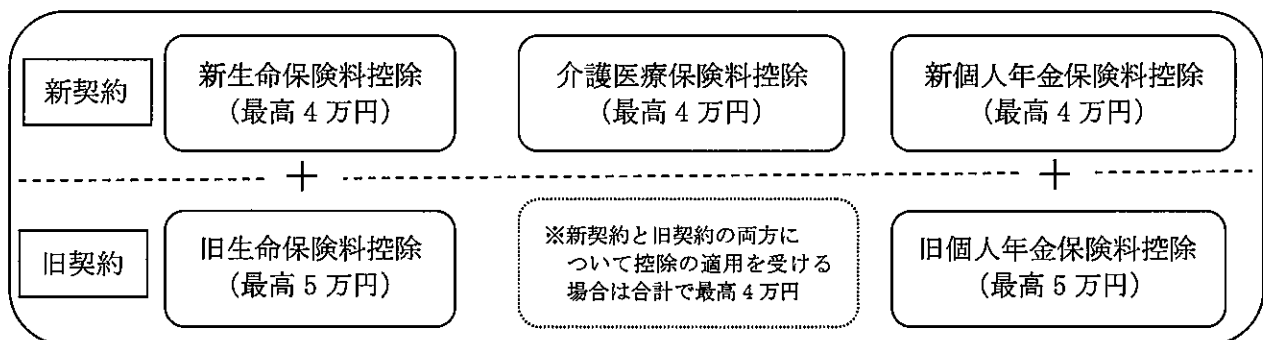 新契約
新生命保険料控除
(最高4万円)
介護医療保険料控除
(最高4万円)
新個人年金保険料控除
(最高4万円)
+
+
旧契約
旧生命保険料控除
(最高5万円)
※新契約と旧契約の両方に
ついて控除の適用を受ける
場合は合計で最高4万円
旧個人年金保険料控除
(最高5万円)